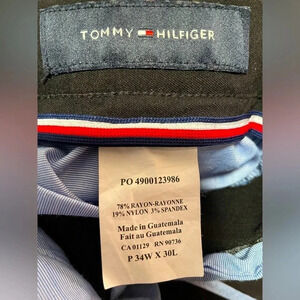 TOMMY HILFIGER
PO 4900123986
78% RAYON-RAYONNE
19% NYLON 3% SPANDEX
Made in Guatemala
Fait au Guatemala
CA 01129 RN 90736
P 34W X 30L